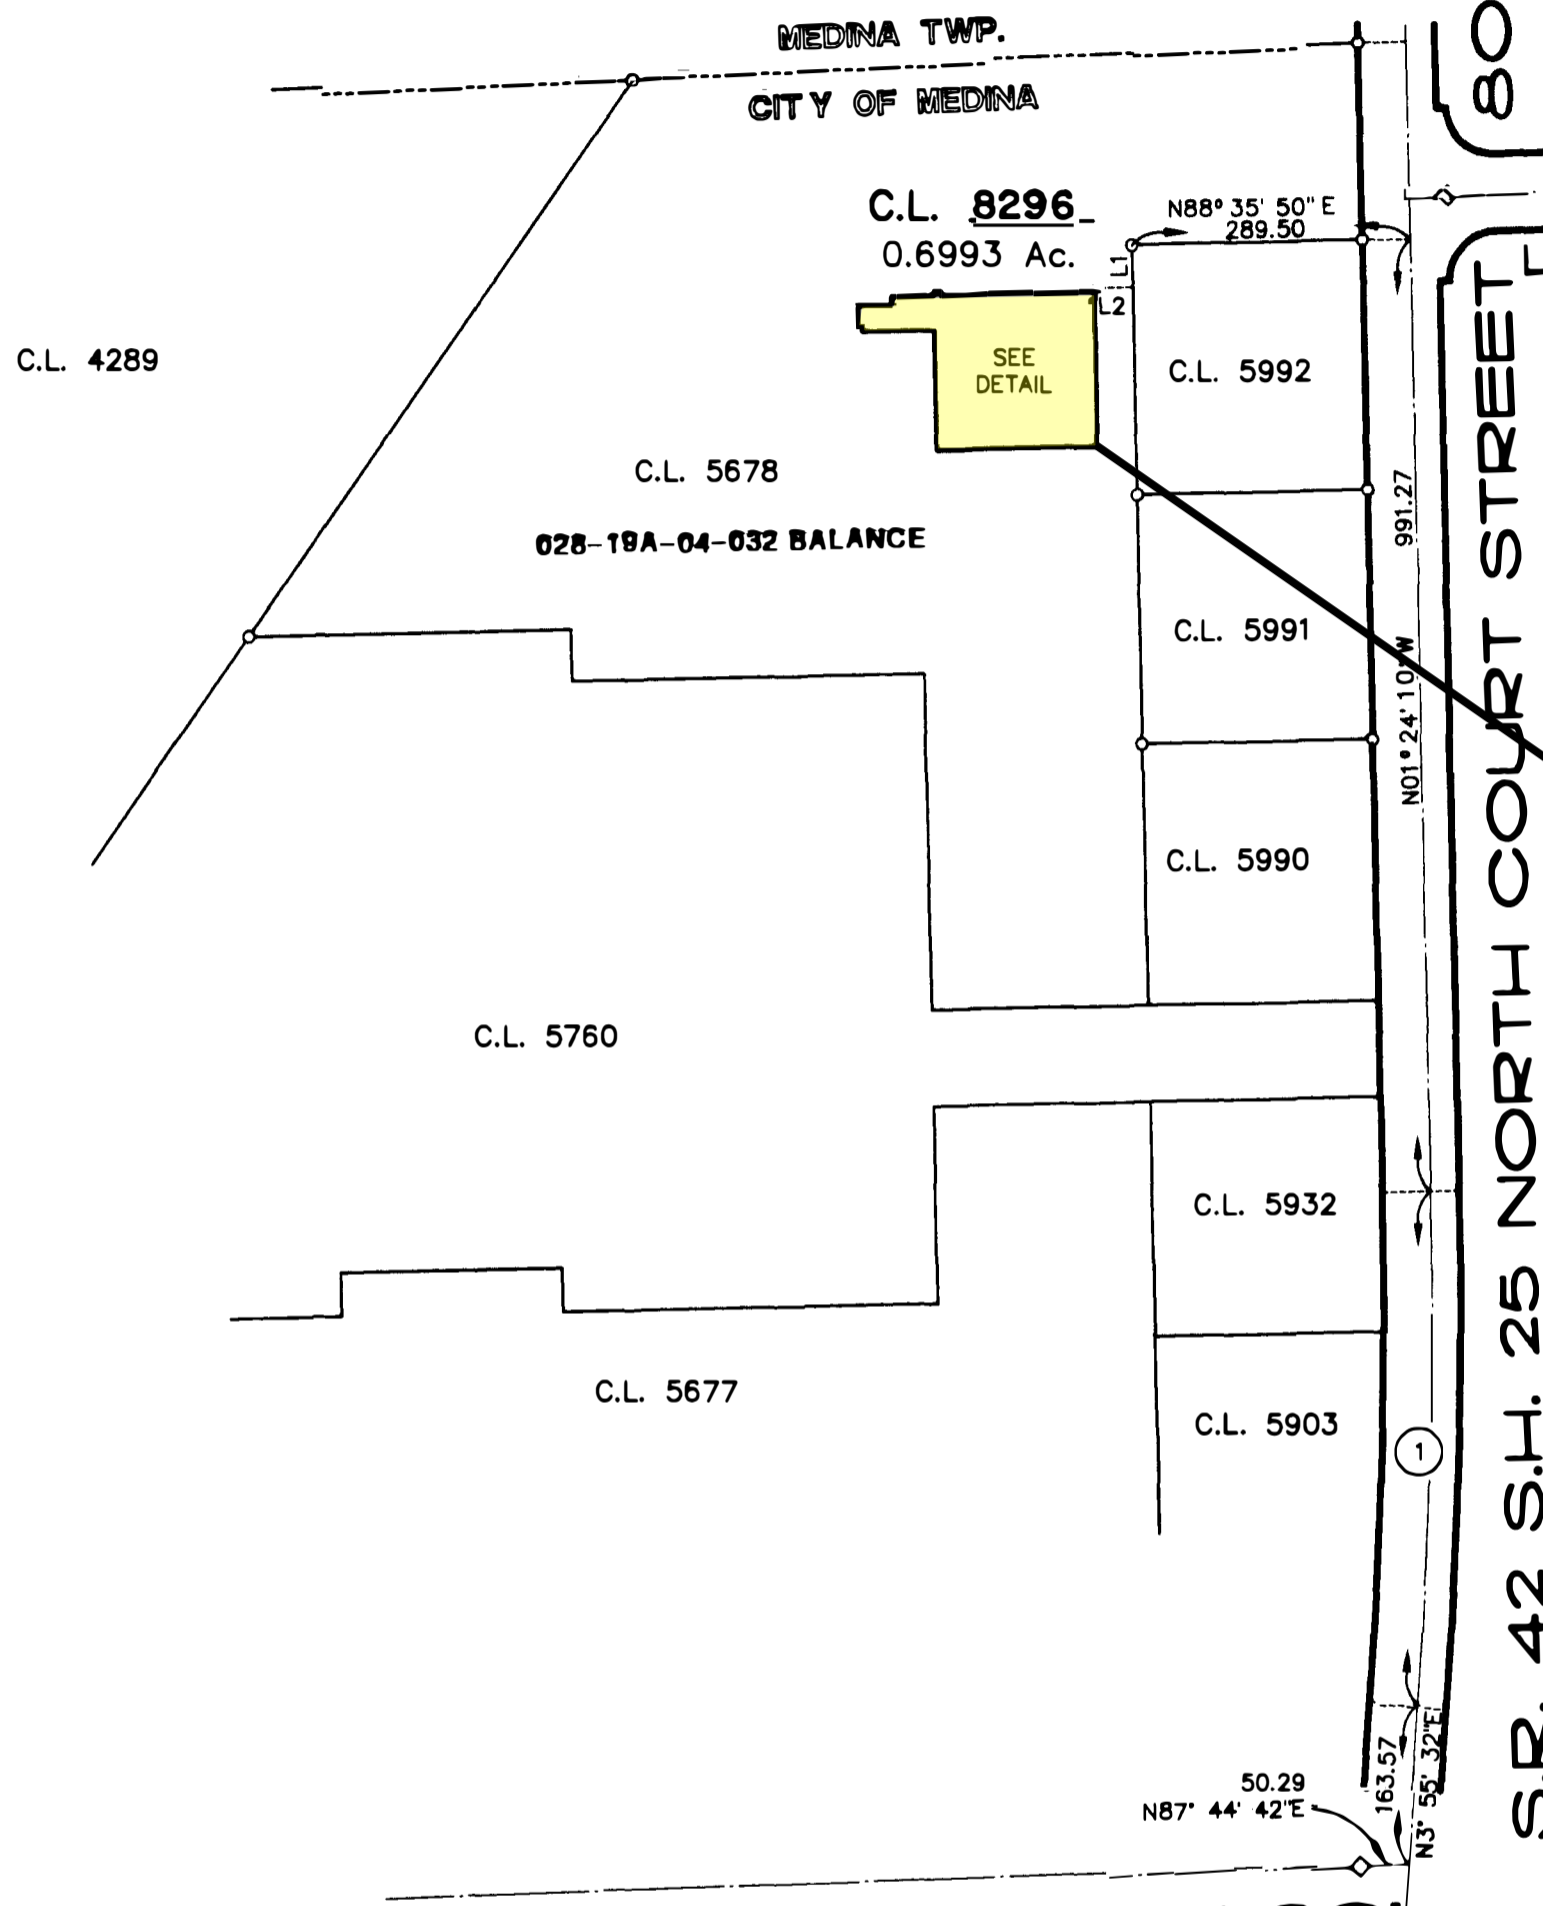 MEDINA TWP.
CITY OF MEDINA
80
C.L. 8296
0.6993 Ac.
N88° 35' 50" E
289.50
L1
L2
SEE
DETAIL
C.L. 4289
C.L. 5992
C.L. 5678
028-19A-04-032 BALANCE
991.27
N01° 24' 10" W
C.L. 5991
C.L. 5990
C.L. 5760
C.L. 5932
C.L. 5677
C.L. 5903
1
S.R. 42 S.H. 25 NORTH COURT STREET
50.29
N87° 44' 42"E
163.57
N3° 55' 32"E